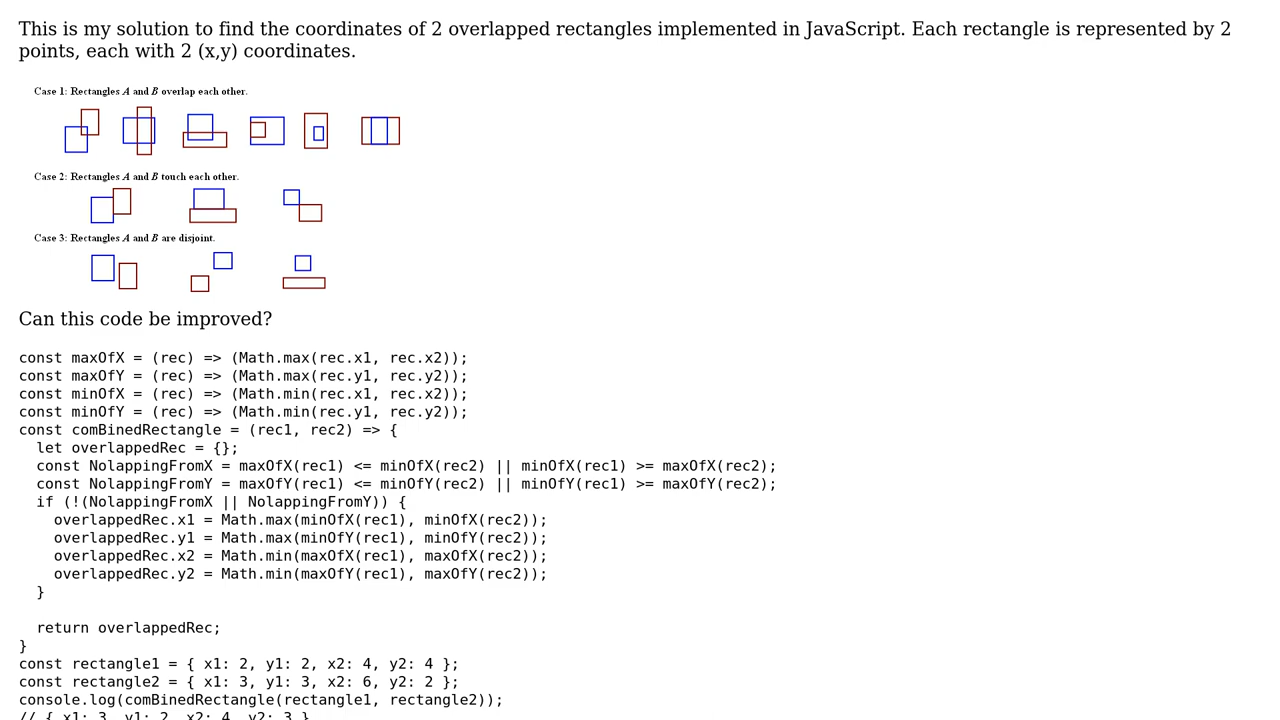 This is my solution to find the coordinates of 2 overlapped rectangles implemented in JavaScript. Each rectangle is represented by 2
points, each with 2 (x,y) coordinates.
Case 1: Rectangles A and B overlap each other.
Case 2: Rectangles A and B touch each other.
Case 3: Rectangles A and B are disjoint.
Can this code be improved?
const maxOfX = (rec) => (Math.max(rec.x1, rec.x2));
const maxOfY = (rec) => (Math.max(rec.y1, rec.y2));
const minOfX = (rec) => (Math.min(rec.x1, rec.x2));
const minOfY = (rec) => (Math.min(rec.y1, rec.y2));
const comBinedRectangle = (rec1, rec2) => {
  let overlappedRec = {};
  const NolappingFromX = maxOfX(rec1) <= minOfX(rec2) || minOfX(rec1) >= maxOfX(rec2);
  const NolappingFromY = maxOfY(rec1) <= minOfY(rec2) || minOfY(rec1) >= maxOfY(rec2);
  if (!(NolappingFromX || NolappingFromY)) {
    overlappedRec.x1 = Math.max(minOfX(rec1), minOfX(rec2));
    overlappedRec.y1 = Math.max(minOfY(rec1), minOfY(rec2));
    overlappedRec.x2 = Math.min(maxOfX(rec1), maxOfX(rec2));
    overlappedRec.y2 = Math.min(maxOfY(rec1), maxOfY(rec2));
  }
  return overlappedRec;
}
const rectangle1 = { x1: 2, y1: 2, x2: 4, y2: 4 };
const rectangle2 = { x1: 3, y1: 3, x2: 6, y2: 2 };
console.log(comBinedRectangle(rectangle1, rectangle2));
// { x1: 3, y1: 2, x2: 4, y2: 3 }